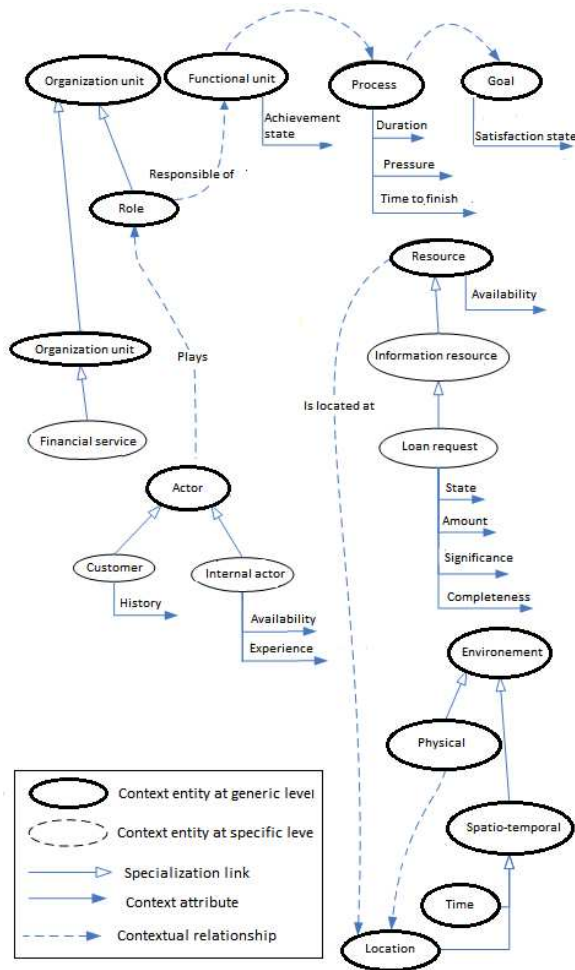 Organization unit
Functional unit
Process
Goal
Achievement
state
Duration
Satisfaction state
Pressure
Responsible of
Time to finish
Role
Resource
Availability
Organization unit
Plays
Information resource
Is located at
Financial service
Loan request
Actor
State
Amount
Customer
Internal actor
Significance
History
Completeness
Availability
Experience
Environement
Physical
Context entity at generic level
Context entity at specific leve
Spatio-temporal
Specialization link
Context attribute
Time
Contextual relationship
Location